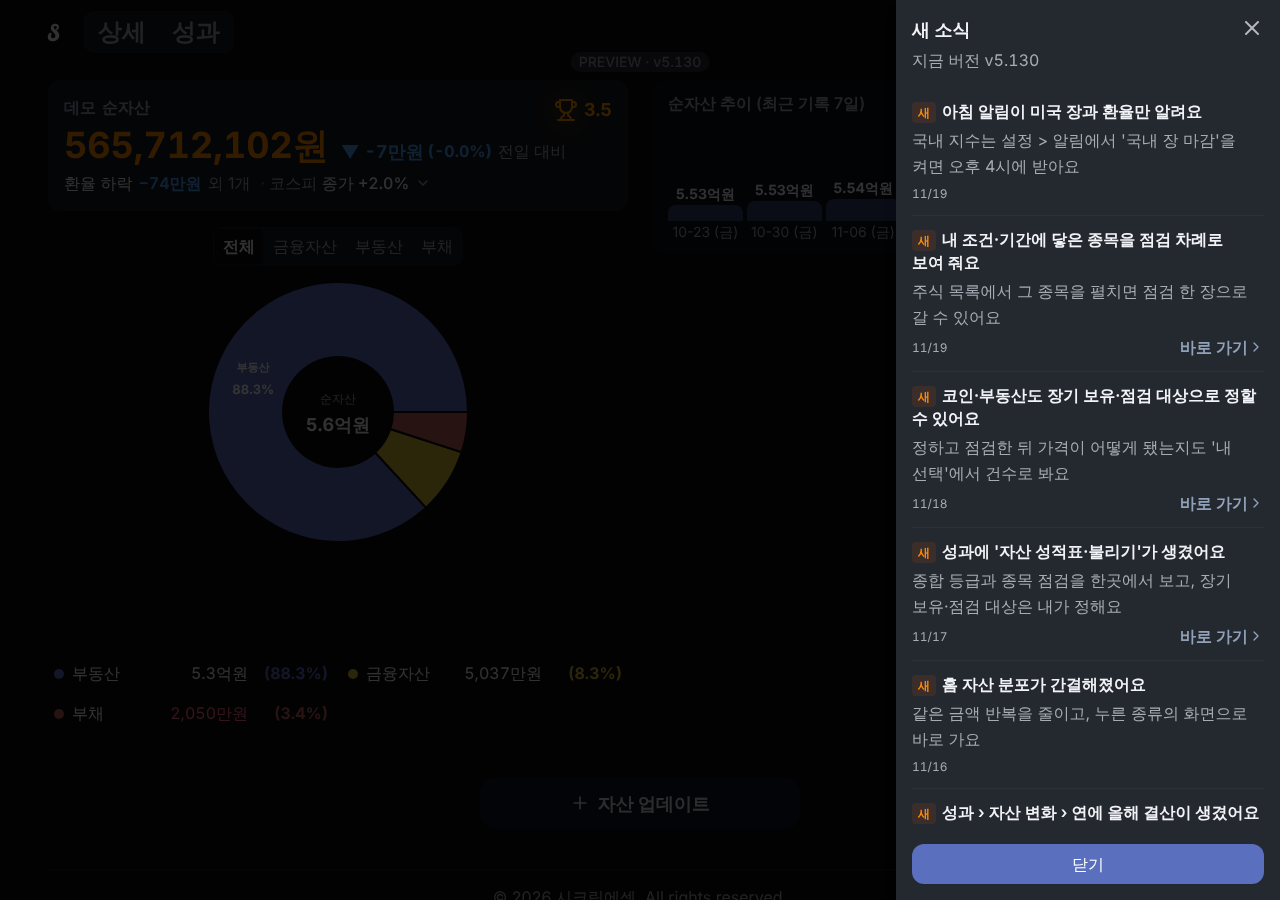 상세 성과
PREVIEW · v5.130
데모 순자산
3.5
565,712,102원 ▼ -7만원 (-0.0%) 전일 대비
환율 하락 -74만원 외 1개 · 코스피 종가 +2.0%
순자산 추이 (최근 기록 7일)
5.53억원 5.53억원 5.54억원
10-23 (금) 10-30 (금) 11-06 (금)
전체 금융자산 부동산 부채
부동산
88.3%
순자산
5.6억원
부동산 5.3억원 (88.3%) 금융자산 5,037만원 (8.3%)
부채 2,050만원 (3.4%)
+ 자산 업데이트
© 2026 시크릿에셋. All rights reserved
새 소식
지금 버전 v5.130
새 아침 알림이 미국 장과 환율만 알려요
국내 지수는 설정 > 알림에서 '국내 장 마감'을
켜면 오후 4시에 받아요
11/19
새 내 조건·기간에 닿은 종목을 점검 차례로
보여 줘요
주식 목록에서 그 종목을 펼치면 점검 한 장으로
갈 수 있어요
11/19 바로 가기
새 코인·부동산도 장기 보유·점검 대상으로 정할
수 있어요
정하고 점검한 뒤 가격이 어떻게 됐는지도 '내
선택'에서 건수로 봐요
11/18 바로 가기
새 성과에 '자산 성적표·불리기'가 생겼어요
종합 등급과 종목 점검을 한곳에서 보고, 장기
보유·점검 대상은 내가 정해요
11/17 바로 가기
새 홈 자산 분포가 간결해졌어요
같은 금액 반복을 줄이고, 누른 종류의 화면으로
바로 가요
11/16
새 성과 › 자산 변화 › 연에 올해 결산이 생겼어요
닫기